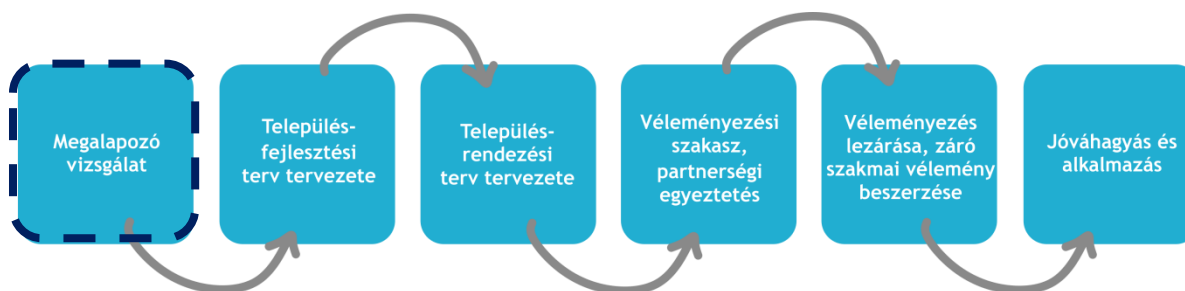 Megalapozó
vizsgálat
Település-
fejlesztési
terv tervezete
Település-
rendezési
terv tervezete
Véleményezési
szakasz,
partnerségi
egyeztetés
Véleményezés
lezárása, záró
szakmai vélemény
beszerzése
Jóváhagyás és
alkalmazás